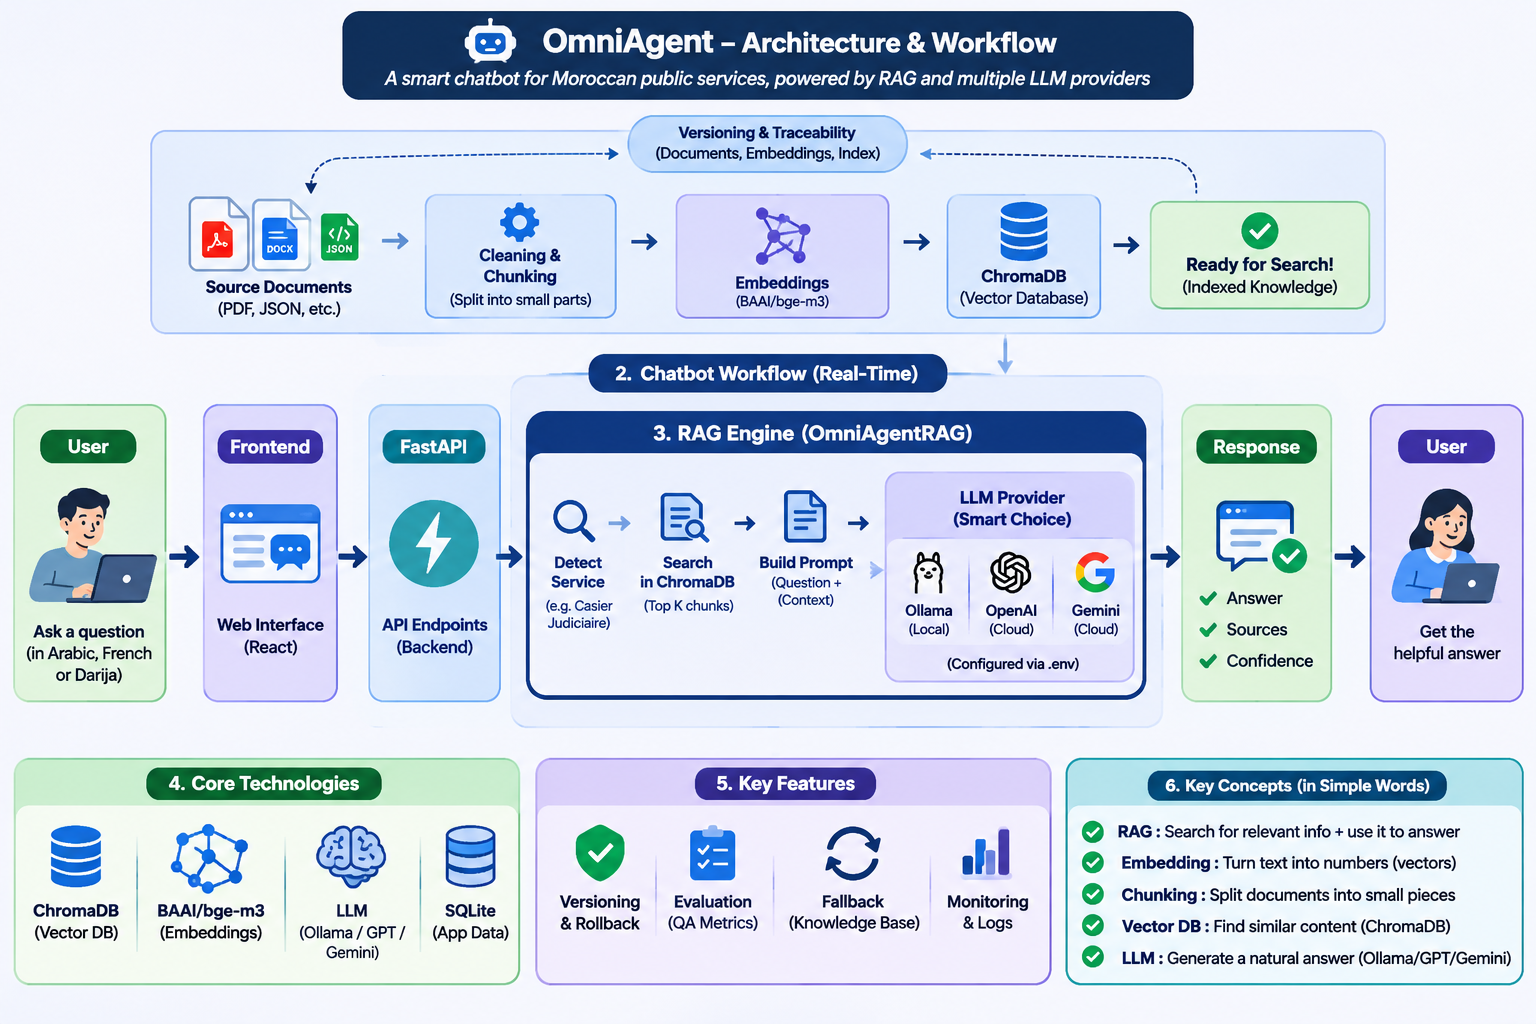 OmniAgent – Architecture & Workflow
A smart chatbot for Moroccan public services, powered by RAG and multiple LLM providers
Versioning & Traceability
(Documents, Embeddings, Index)
DOCX
</>
JSON
Source Documents
(PDF, JSON, etc.)
Cleaning &
Chunking
(Split into small parts)
Embeddings
(BAAI/bge-m3)
ChromaDB
(Vector Database)
Ready for Search!
(Indexed Knowledge)
2. Chatbot Workflow (Real-Time)
User
Ask a question
(in Arabic, French
or Darija)
Frontend
Web Interface
(React)
FastAPI
API Endpoints
(Backend)
3. RAG Engine (OmniAgentRAG)
Detect
Service
(e.g. Casier
Judiciaire)
Search
in ChromaDB
(Top K chunks)
Build Prompt
(Question +
(Context)
LLM Provider
(Smart Choice)
Ollama
(Local)
OpenAI
(Cloud)
Gemini
(Cloud)
(Configured via .env)
Response
Answer
Sources
Confidence
User
Get the
helpful answer
4. Core Technologies
ChromaDB
(Vector DB)
BAAI/bge-m3
(Embeddings)
LLM
(Ollama / GPT /
Gemini)
SQLite
(App Data)
5. Key Features
Versioning
& Rollback
Evaluation
(QA Metrics)
Fallback
(Knowledge Base)
Monitoring
& Logs
6. Key Concepts (in Simple Words)
RAG : Search for relevant info + use it to answer
Embedding : Turn text into numbers (vectors)
Chunking : Split documents into small pieces
Vector DB : Find similar content (ChromaDB)
LLM : Generate a natural answer (Ollama/GPT/Gemini)